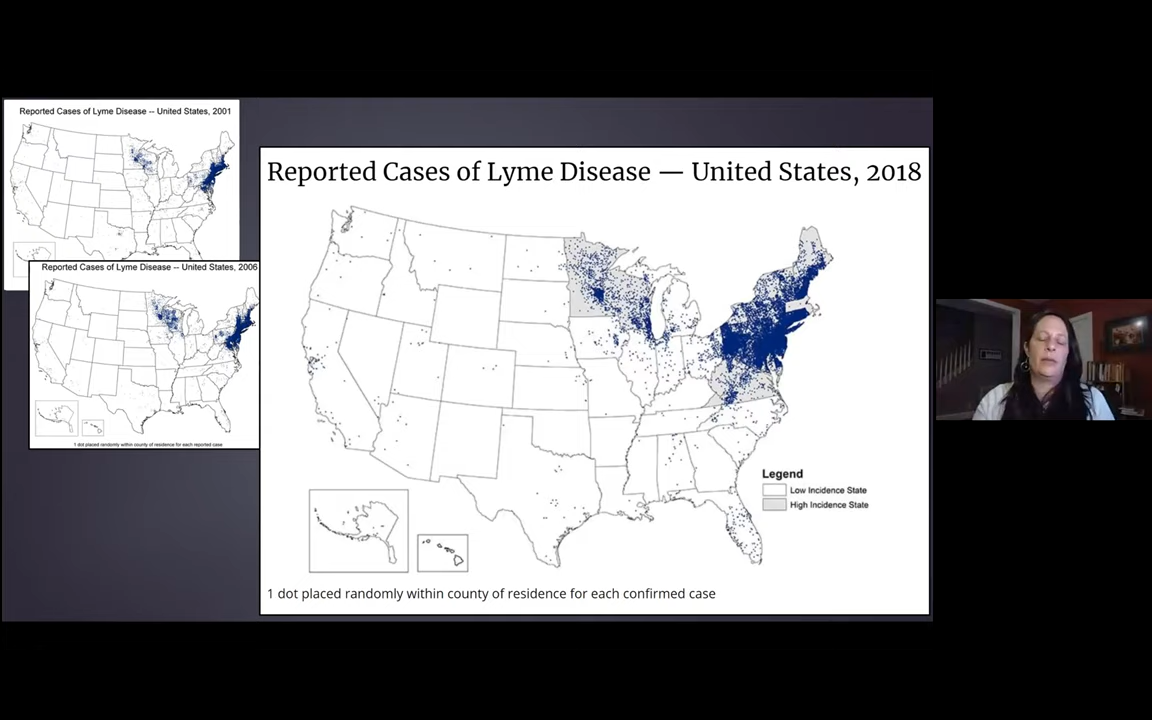 Reported Cases of Lyme Disease -- United States, 2001
Reported Cases of Lyme Disease -- United States, 2006
1 dot placed randomly within county of residence for each reported case
Reported Cases of Lyme Disease — United States, 2018
Legend
Low Incidence State
High Incidence State
1 dot placed randomly within county of residence for each confirmed case